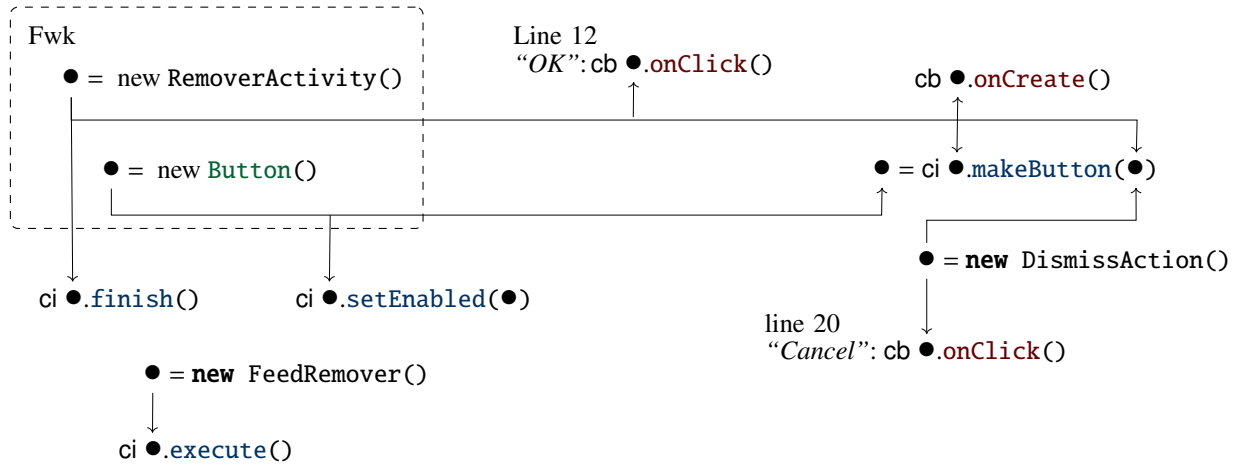 Fwk
● = new RemoverActivity()
Line 12
“OK”: cb ●.onClick()
cb ●.onCreate()
● = new Button()
● = ci ●.makeButton(●)
● = new DismissAction()
ci ●.finish()
ci ●.setEnabled(●)
line 20
“Cancel”: cb ●.onClick()
● = new FeedRemover()
ci ●.execute()